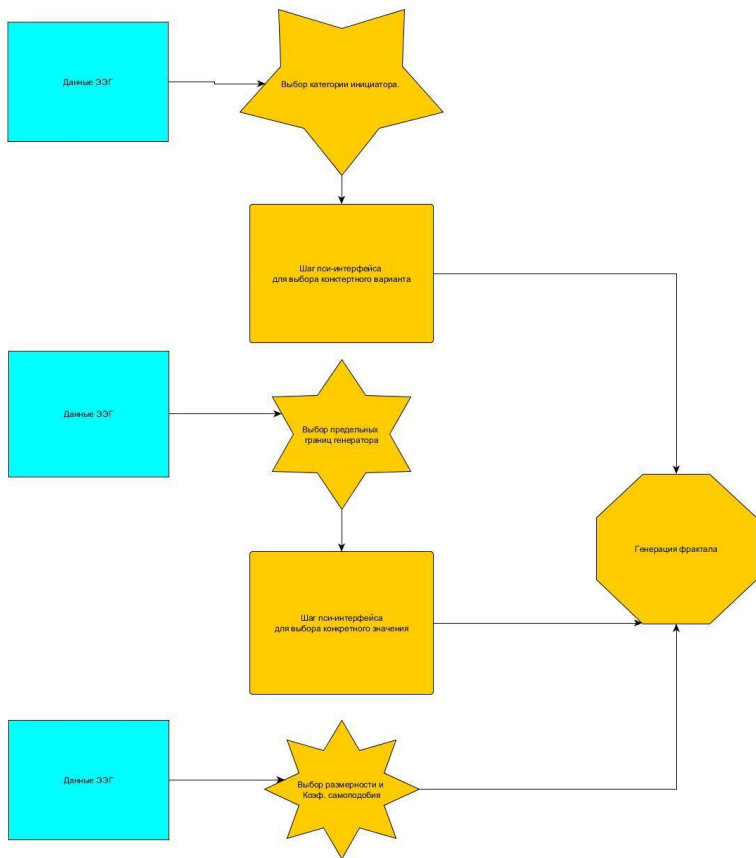 Данные ЭЭГ
Выбор категории инициатора.
Шаг пси-интерфейса
для выбора конктертного варианта
Данные ЭЭГ
Выбор предельных
границ генератора
Генерация фрактала
Шаг пси-интерфейса
для выбора конкретного значения
Данные ЭЭГ
Выбор размерности и
Коэф. самоподобия